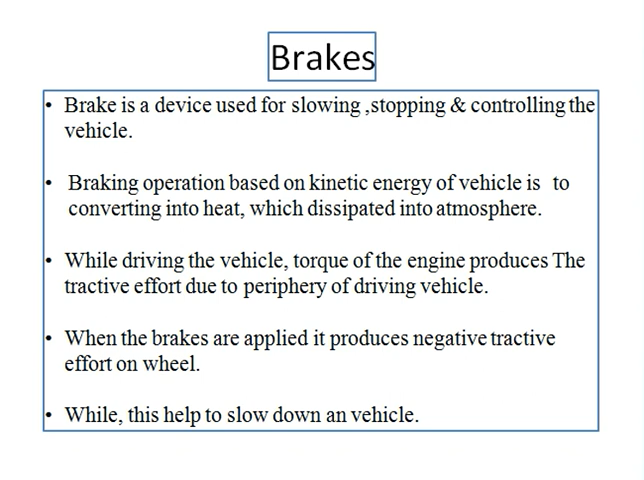 Brakes
• Brake is a device used for slowing ,stopping & controlling the
vehicle.
• Braking operation based on kinetic energy of vehicle is to
converting into heat, which dissipated into atmosphere.
• While driving the vehicle, torque of the engine produces The
tractive effort due to periphery of driving vehicle.
• When the brakes are applied it produces negative tractive
effort on wheel.
• While, this help to slow down an vehicle.